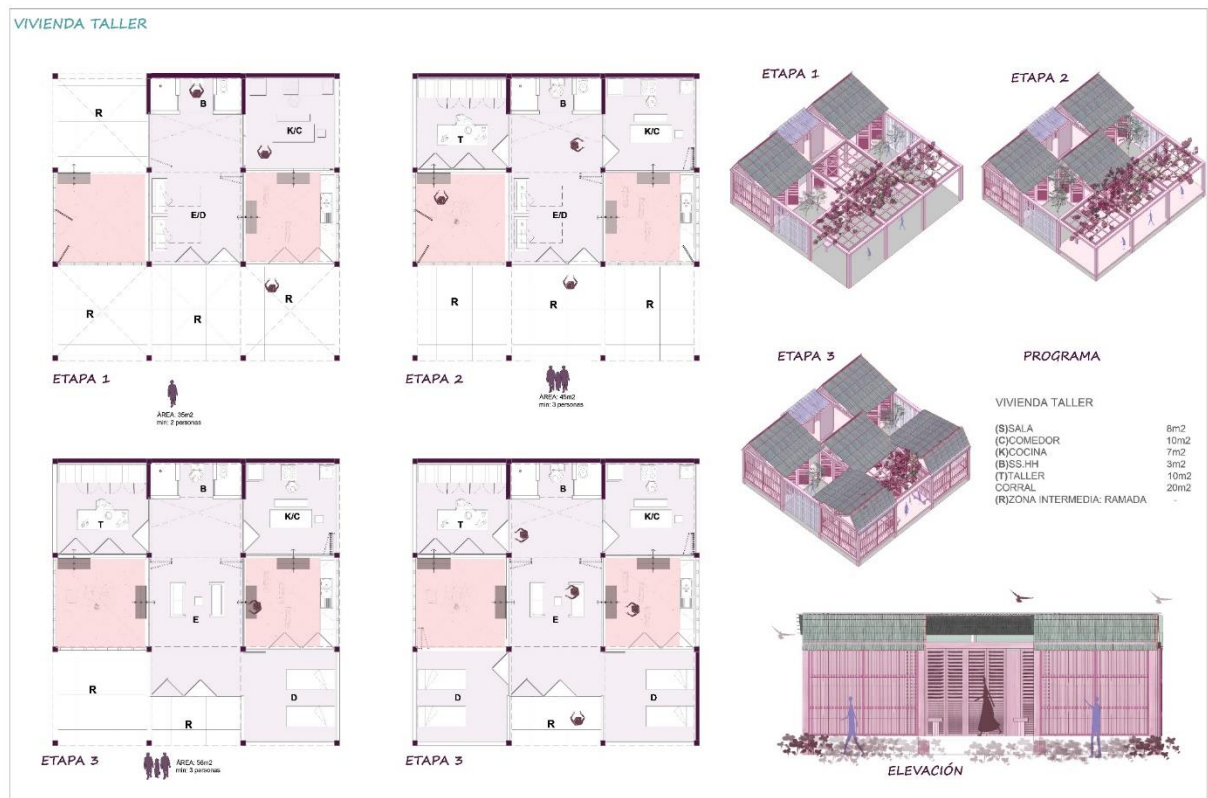 VIVIENDA TALLER
R
B
K/C
E/D
R
R
R
ETAPA 1
ÁREA: 35m2
min: 2 personas
B
T
K/C
E/D
R
R
R
ETAPA 2
ÁREA: 45m2
min: 3 personas
B
T
K/C
E
R
R
D
ETAPA 3
ÁREA: 56m2
min: 3 personas
B
T
K/C
E
D
R
D
ETAPA 3
ETAPA 1
ETAPA 2
ETAPA 3
PROGRAMA
VIVIENDA TALLER
(S)SALA 8m2
(C)COMEDOR 10m2
(K)COCINA 7m2
(B)SS.HH 3m2
(T)TALLER 10m2
CORRAL 20m2
(R)ZONA INTERMEDIA: RAMADA -
ELEVACIÓN